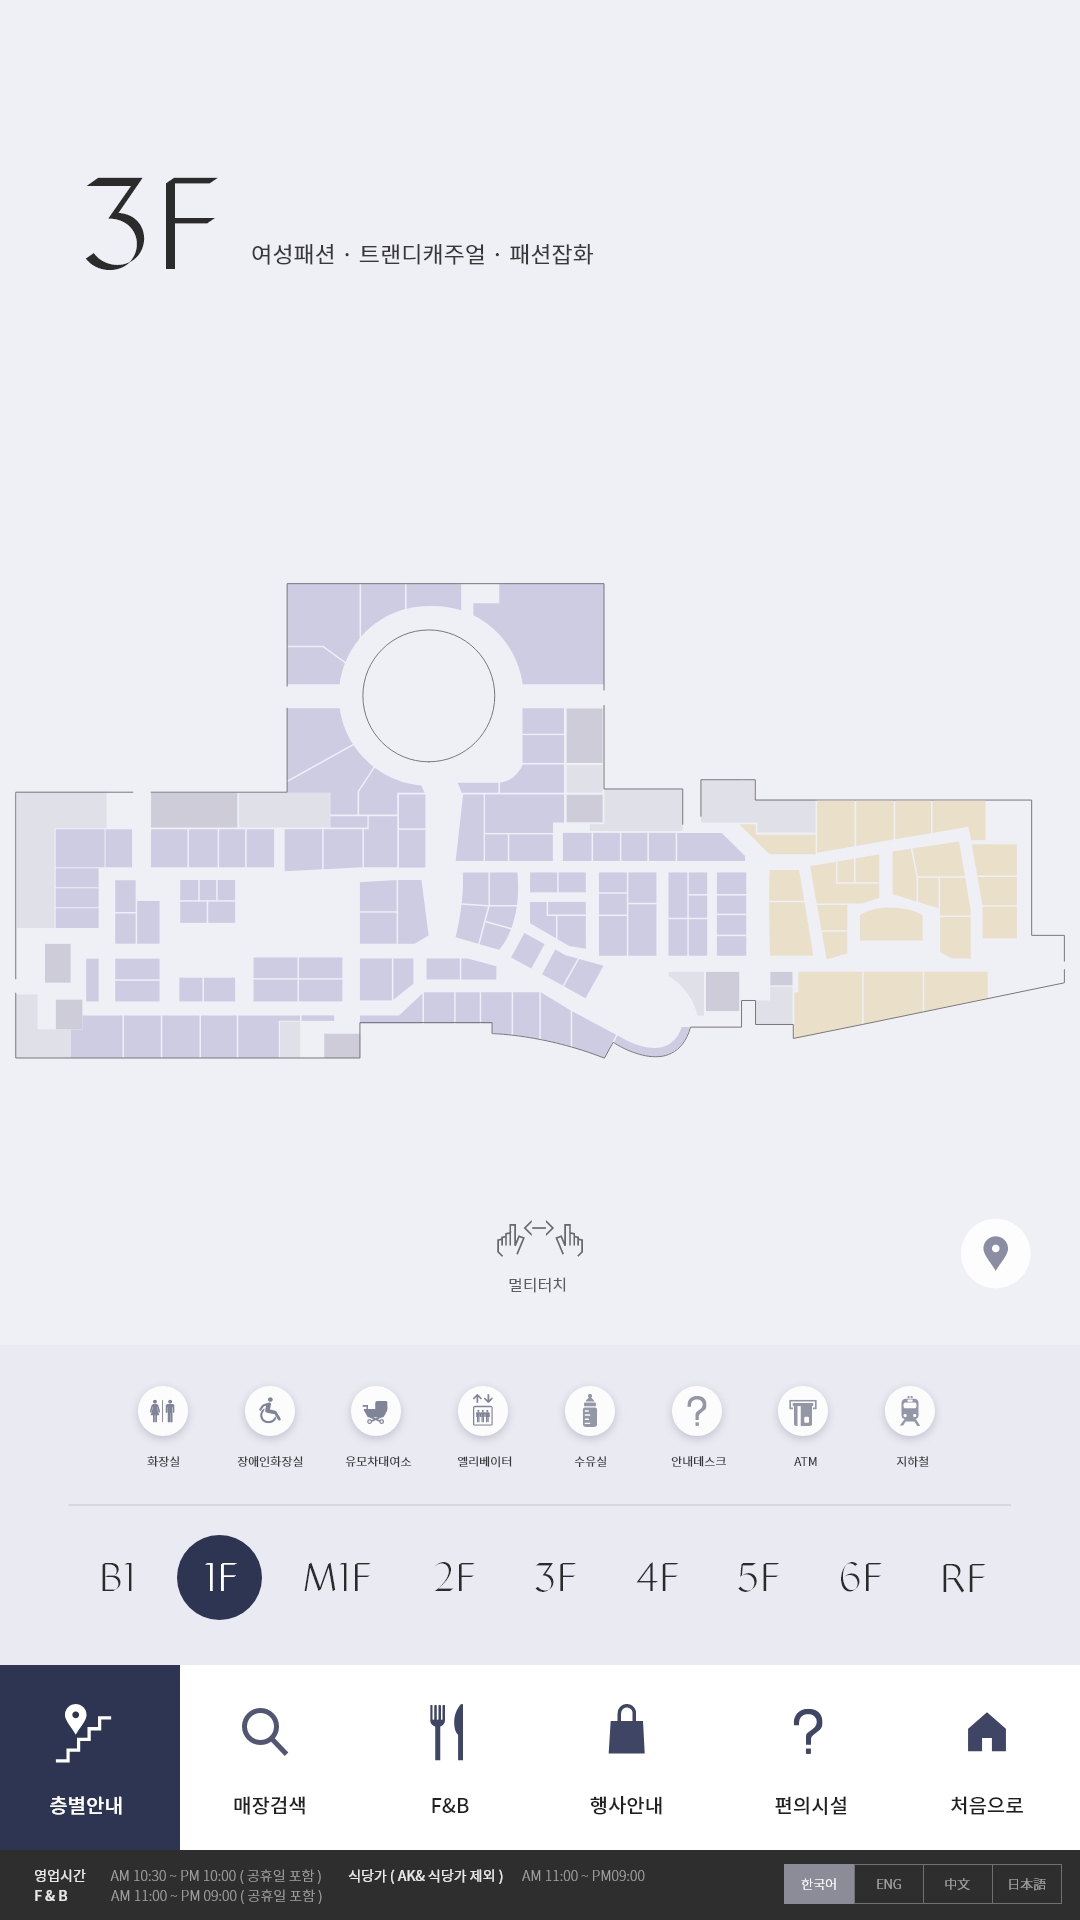 3F
여성패션 · 트랜디캐주얼 · 패션잡화
멀티터치
화장실 장애인화장실 유모차대여소 엘리베이터 수유실 안내데스크 ATM 지하철
B1 1F M1F 2F 3F 4F 5F 6F RF
층별안내 매장검색 F&B 행사안내 편의시설 처음으로
영업시간 AM 10:30 ~ PM 10:00 ( 공휴일 포함 ) 식당가 ( AK& 식당가 제외 ) AM 11:00 ~ PM09:00
F & B AM 11:00 ~ PM 09:00 ( 공휴일 포함 )
한국어 ENG 中文 日本語